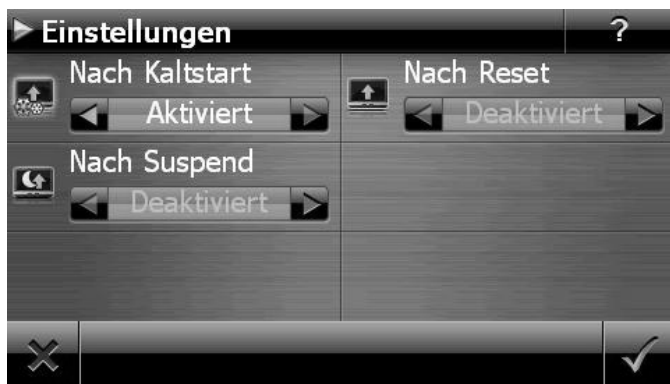 Einstellungen
?
Nach Kaltstart
Aktiviert
Nach Reset
Deaktiviert
Nach Suspend
Deaktiviert